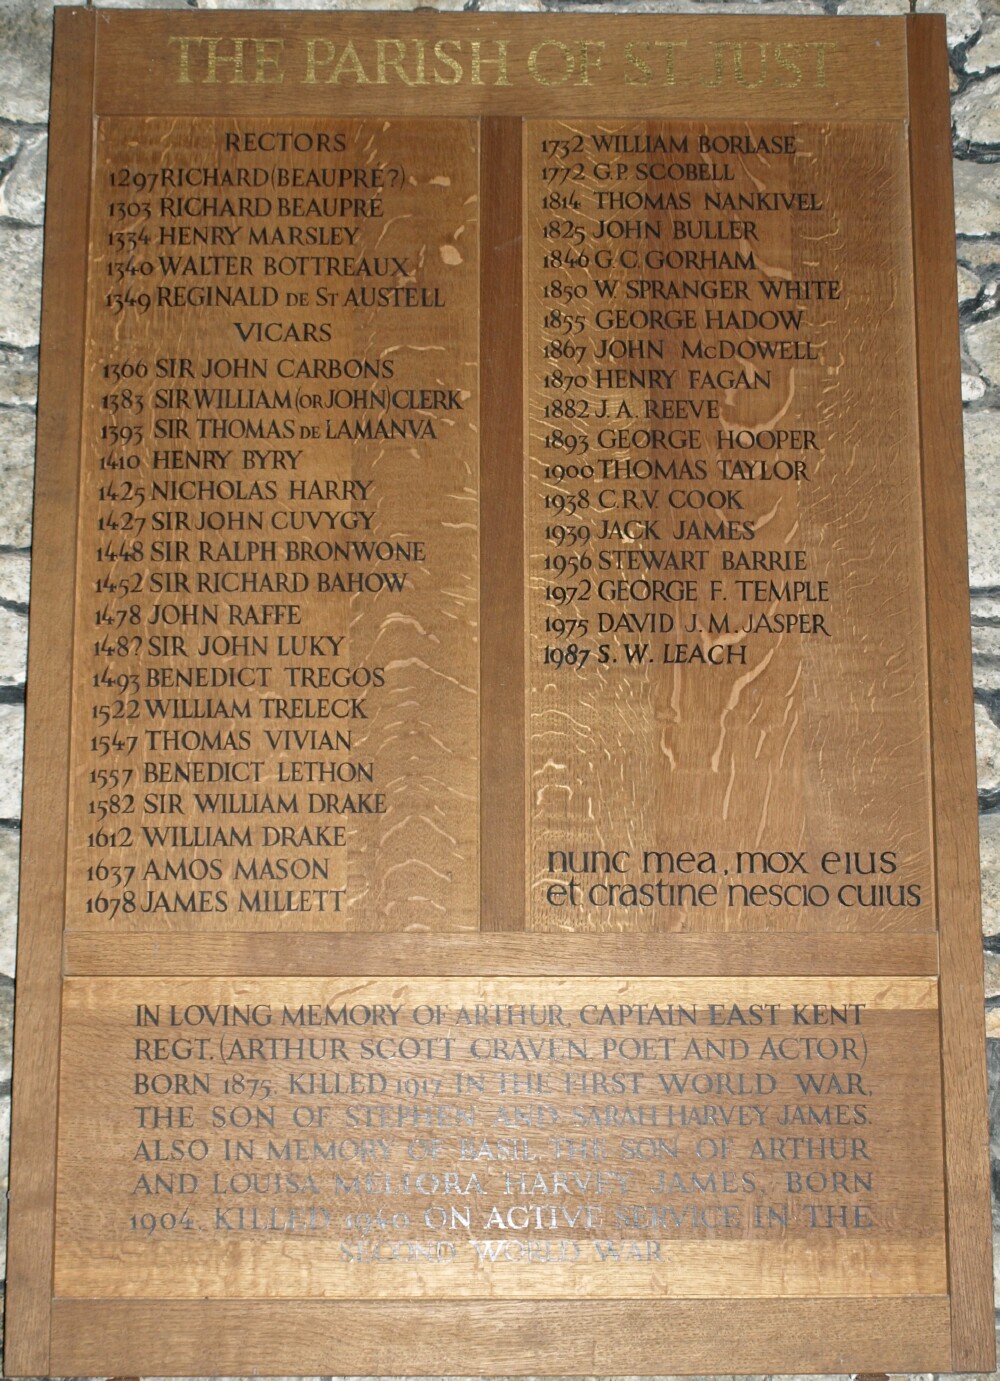 THE PARISH OF ST JUST
RECTORS
1297 RICHARD (BEAUPRE?)
1303 RICHARD BEAUPRE
1334 HENRY MARSLEY
1340 WALTER BOTTREAUX
1349 REGINALD DE ST AUSTELL
VICARS
1366 SIR JOHN CARBONS
1383 SIR WILLIAM (OR JOHN) CLERK
1393 SIR THOMAS DE LAMANVA
1410 HENRY BYRY
1425 NICHOLAS HARRY
1427 SIR JOHN CUVYGY
1448 SIR RALPH BRONWONE
1452 SIR RICHARD BAHOW
1478 JOHN RAFFE
148? SIR JOHN LUKY
1493 BENEDICT TREGOS
1522 WILLIAM TRELECK
1547 THOMAS VIVIAN
1557 BENEDICT LETHON
1582 SIR WILLIAM DRAKE
1612 WILLIAM DRAKE
1637 AMOS MASON
1678 JAMES MILLETT
1732 WILLIAM BORLASE
1772 G.P. SCOBELL
1814 THOMAS NANKIVEL
1825 JOHN BULLER
1846 G.C. GORHAM
1850 W. SPRANGER WHITE
1855 GEORGE HADOW
1867 JOHN McDOWELL
1870 HENRY FAGAN
1882 J.A. REEVE
1893 GEORGE HOOPER
1900 THOMAS TAYLOR
1938 C.R.V. COOK
1939 JACK JAMES
1956 STEWART BARRIE
1972 GEORGE F. TEMPLE
1975 DAVID J.M. JASPER
1987 S.W. LEACH
nunc mea, mox eius
et crastine nescio cuius
IN LOVING MEMORY OF ARTHUR, CAPTAIN EAST KENT
REGT. (ARTHUR SCOTT CRAVEN, POET AND ACTOR)
BORN 1875. KILLED 1917 IN THE FIRST WORLD WAR,
THE SON OF STEPHEN AND SARAH HARVEY JAMES.
ALSO IN MEMORY OF BASIL, THE SON OF ARTHUR
AND LOUISA MELIORA HARVEY JAMES, BORN
1904. KILLED 1940 ON ACTIVE SERVICE IN THE
SECOND WORLD WAR.